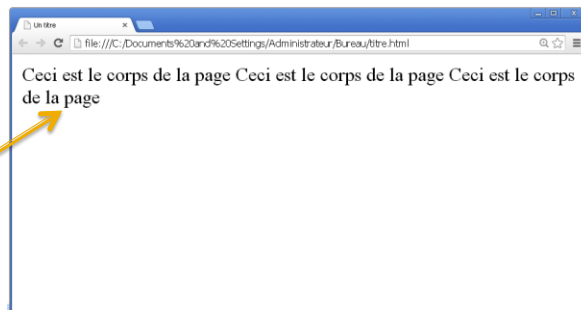 Un titre
file:///C:/Documents%20and%20Settings/Administrateur/Bureau/titre.html
Ceci est le corps de la page Ceci est le corps de la page Ceci est le corps
de la page